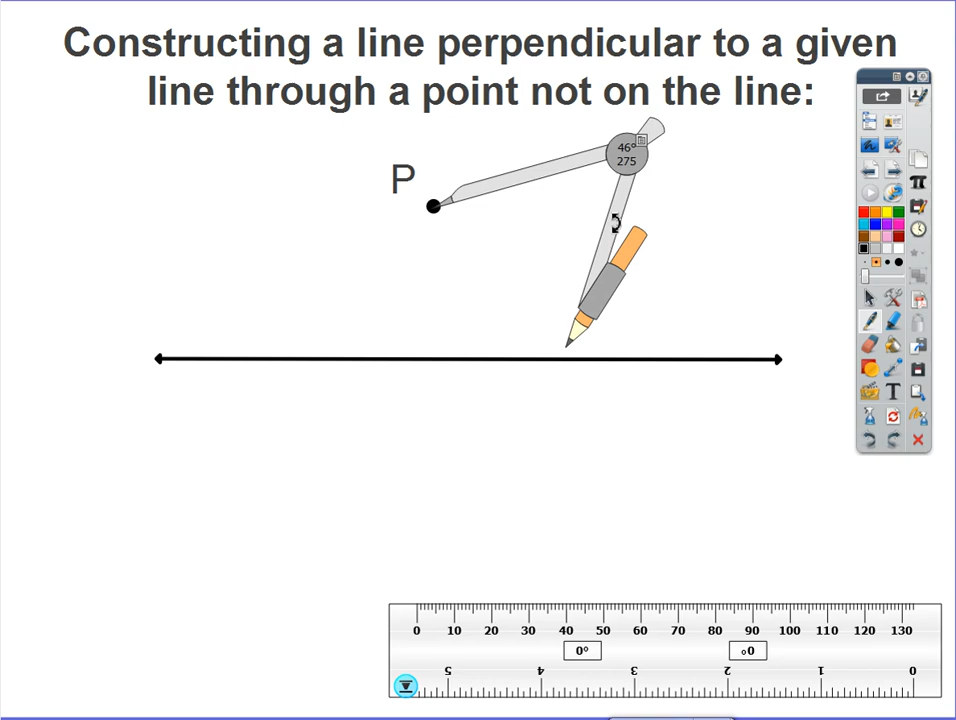 Constructing a line perpendicular to a given
line through a point not on the line:
P
46°
275
T
π
0 10 20 30 40 50 60 70 80 90 100 110 120 130
0° 0°
5 4 3 2 1 0